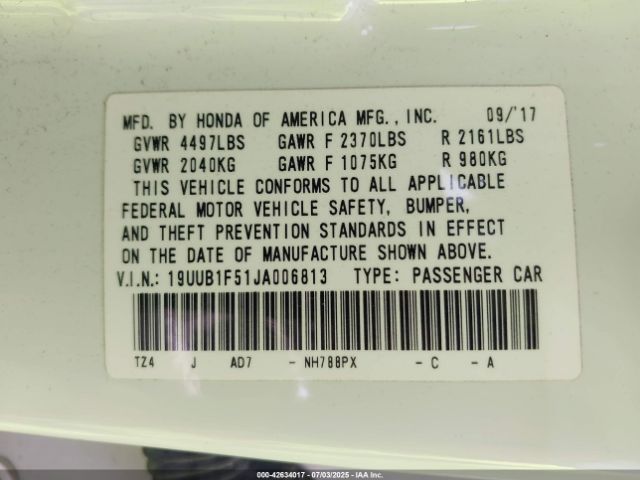 MFD. BY HONDA OF AMERICA MFG., INC. 09/'17
GVWR 4497LBS GAWR F 2370LBS R 2161LBS
GVWR 2040KG GAWR F 1075KG R 980KG
THIS VEHICLE CONFORMS TO ALL APPLICABLE
FEDERAL MOTOR VEHICLE SAFETY, BUMPER,
AND THEFT PREVENTION STANDARDS IN EFFECT
ON THE DATE OF MANUFACTURE SHOWN ABOVE.
V.I.N.: 19UUB1F51JA006813 TYPE: PASSENGER CAR
TZ4 J AD7 - NH788PX - C - A
000-42634017 - 07/03/2025 - IAA, Inc.